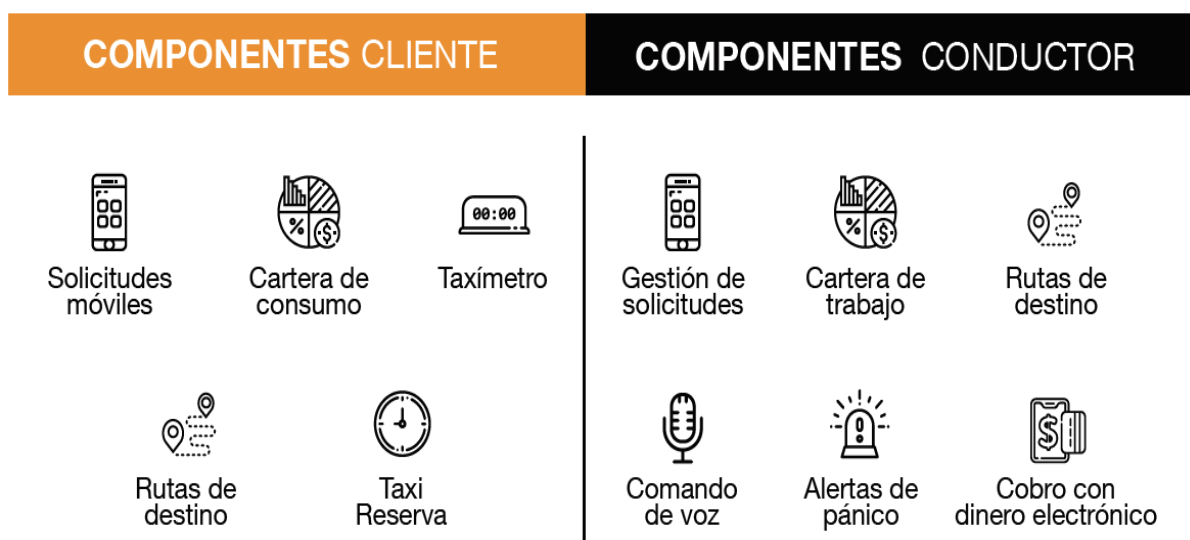 COMPONENTES CLIENTE
COMPONENTES CONDUCTOR
Solicitudes
móviles
Cartera de
consumo
00:00
Taxímetro
Rutas de
destino
Taxi
Reserva
Gestión de
solicitudes
Cartera de
trabajo
Rutas de
destino
Comando
de voz
Alertas de
pánico
Cobro con
dinero electrónico